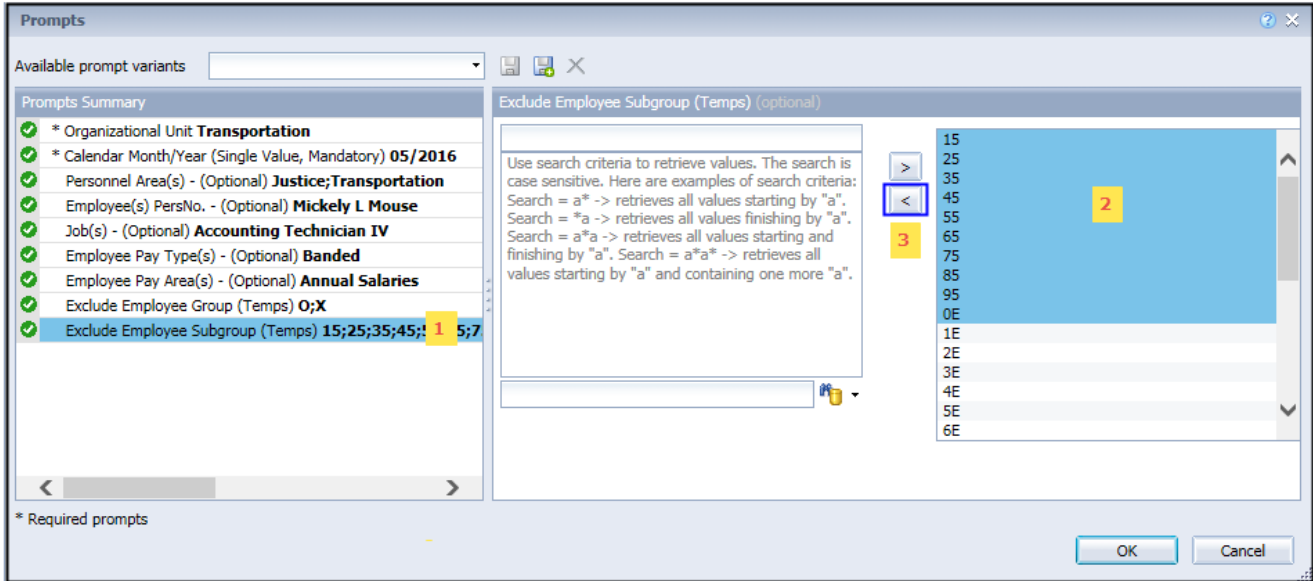 Prompts
Available prompt variants
Prompts Summary
* Organizational Unit Transportation
* Calendar Month/Year (Single Value, Mandatory) 05/2016
Personnel Area(s) - (Optional) Justice;Transportation
Employee(s) PersNo. - (Optional) Mickely L Mouse
Job(s) - (Optional) Accounting Technician IV
Employee Pay Type(s) - (Optional) Banded
Employee Pay Area(s) - (Optional) Annual Salaries
Exclude Employee Group (Temps) O;X
Exclude Employee Subgroup (Temps) 15;25;35;45; 5;7
1
* Required prompts
Exclude Employee Subgroup (Temps) (optional)
Use search criteria to retrieve values. The search is
case sensitive. Here are examples of search criteria:
Search = a* -> retrieves all values starting by "a".
Search = *a -> retrieves all values finishing by "a".
Search = a*a -> retrieves all values starting and
finishing by "a". Search = a*a* -> retrieves all
values starting by "a" and containing one more "a".
>
<
3
15
25
35
45
55
65
75
85
95
0E
1E
2E
3E
4E
5E
6E
2
OK
Cancel